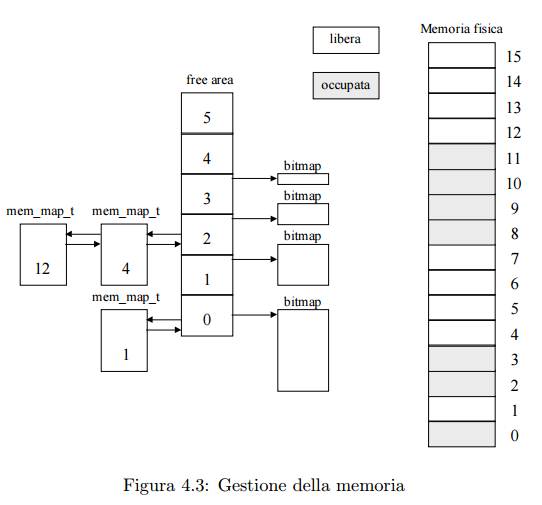 libera
occupata
Memoria fisica
15
14
13
12
11
10
9
8
7
6
5
4
3
2
1
0
free area
5
4
3
2
1
0
bitmap
bitmap
bitmap
bitmap
mem_map_t
mem_map_t
12
4
mem_map_t
1
Figura 4.3: Gestione della memoria